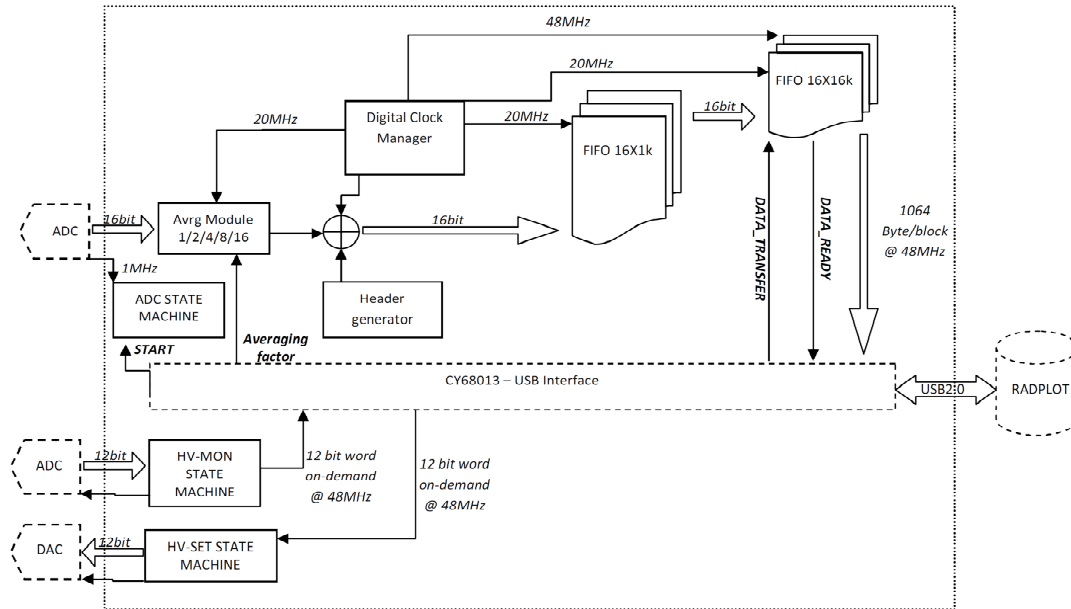 48MHz
20MHz
FIFO 16X16k
20MHz
Digital Clock
Manager
20MHz
16bit
FIFO 16X1k
ADC
16bit
Avrg Module
1/2/4/8/16
16bit
DATA_TRANSFER
DATA_READY
1064
Byte/block
@ 48MHz
1MHz
ADC STATE
MACHINE
Header
generator
START
Averaging
factor
CY68013 – USB Interface
USB2.0
RADPLOT
ADC
12bit
HV-MON
STATE
MACHINE
12 bit word
on-demand
@ 48MHz
12 bit word
on-demand
@ 48MHz
DAC
12bit
HV-SET STATE
MACHINE